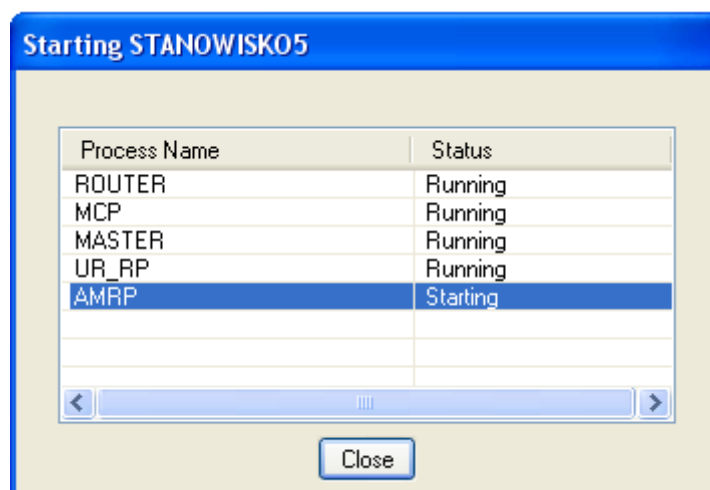 Starting STANOWISKO5
Process Name Status
ROUTER Running
MCP Running
MASTER Running
UR_RP Running
AMRP Starting
Close